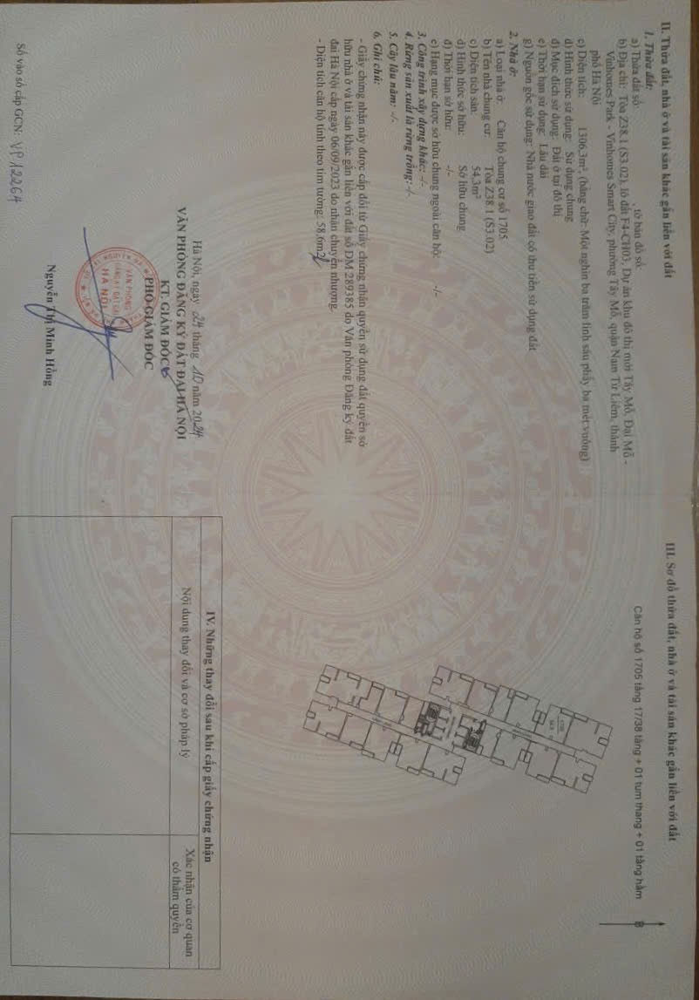 II. Thửa đất, nhà ở và tài sản khác gắn liền với đất
1. Thửa đất:
a) Thửa đất số: , tờ bản đồ số:
b) Địa chỉ: Tòa Z38.1 (S3.02), lô đất F4-CH03, Dự án khu đô thị mới Tây Mỗ, Đại Mỗ -
Vinhomes Park - Vinhomes Smart City, phường Tây Mỗ, quận Nam Từ Liêm, thành
phố Hà Nội
c) Diện tích: 1306.3m², (bằng chữ: Một nghìn ba trăm linh sáu phẩy ba mét vuông)
d) Hình thức sử dụng: Sử dụng chung
đ) Mục đích sử dụng: Đất ở tại đô thị
e) Thời hạn sử dụng: Lâu dài
g) Nguồn gốc sử dụng: Nhà nước giao đất có thu tiền sử dụng đất
2. Nhà ở:
a) Loại nhà ở: Căn hộ chung cư số 1705
b) Tên nhà chung cư: Tòa Z38.1 (S3.02)
c) Diện tích sàn: 54,3m²
d) Hình thức sở hữu: Sở hữu chung
đ) Thời hạn sở hữu: -/-
e) Hạng mục được sở hữu chung ngoài căn hộ: -/-
3. Công trình xây dựng khác: -/-
4. Rừng sản xuất là rừng trồng: -/-
5. Cây lâu năm: -/-
6. Ghi chú:
- Giấy chứng nhận này được cấp đổi từ Giấy chứng nhận quyền sử dụng đất quyền sở
hữu nhà ở và tài sản khác gắn liền với đất số DM 289385 do Văn phòng Đăng ký đất
đai Hà Nội cấp ngày 06/09/2023 do nhận chuyển nhượng.
- Diện tích căn hộ tính theo tim tường: 58,6m2
Hà Nội, ngày 24 tháng 10 năm 2024
VĂN PHÒNG ĐĂNG KÝ ĐẤT ĐAI HÀ NỘI
KT. GIÁM ĐỐC
PHÓ GIÁM ĐỐC
VĂN PHÒNG
ĐĂNG KÝ ĐẤT ĐAI
HÀ NỘI
Nguyễn Thị Minh Hồng
Số vào sổ cấp GCN: VP12264
III. Sơ đồ thửa đất, nhà ở và tài sản khác gắn liền với đất
Căn hộ số 1705 tầng 17/38 tầng + 01 tum thang + 01 tầng hầm
B
IV. Những thay đổi sau khi cấp giấy chứng nhận
Nội dung thay đổi và cơ sở pháp lý
Xác nhận của cơ quan
có thẩm quyền